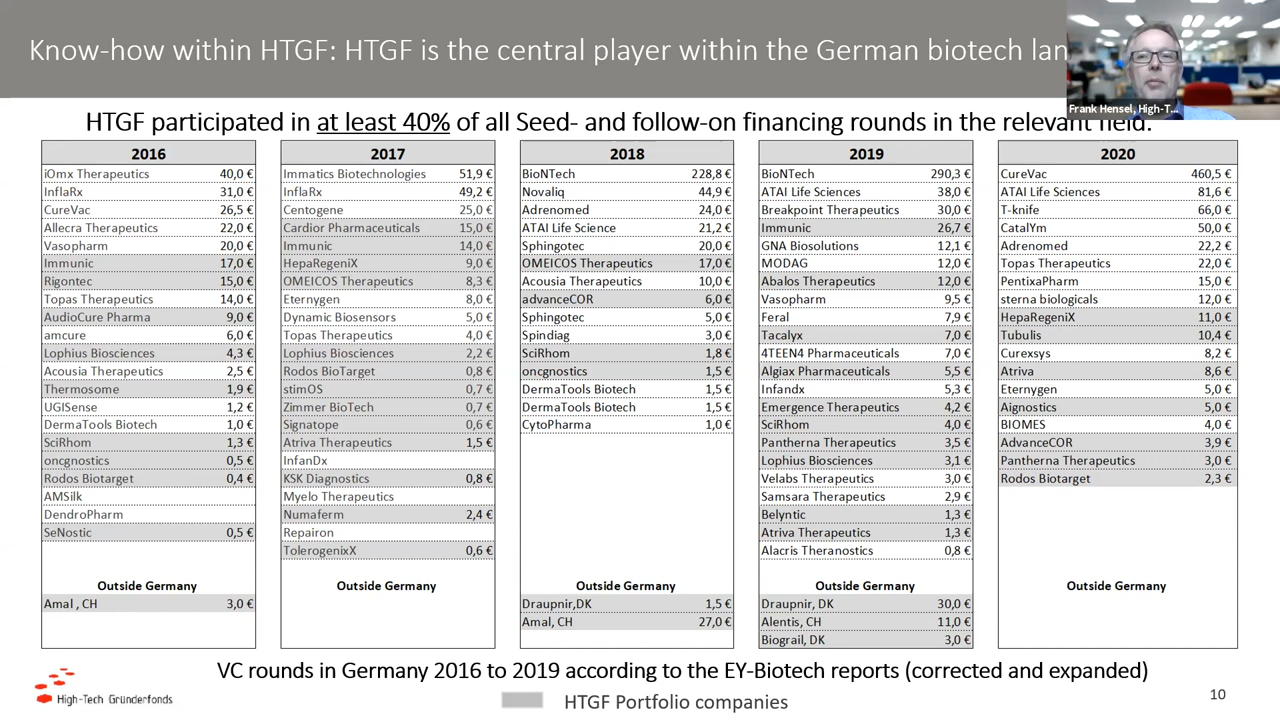 Know-how within HTGF: HTGF is the central player within the German biotech lan
Frank Hensel, High-T...
HTGF participated in at least 40% of all Seed- and follow-on financing rounds in the relevant field.
2016
iOmx Therapeutics 40,0 €
InflaRx 31,0 €
CureVac 26,5 €
Allecra Therapeutics 22,0 €
Vasopharm 20,0 €
Immunic 17,0 €
Rigontec 15,0 €
Topas Therapeutics 14,0 €
AudioCure Pharma 9,0 €
amcure 6,0 €
Lophius Biosciences 4,3 €
Acousia Therapeutics 2,5 €
Thermosome 1,9 €
UGISense 1,2 €
DermaTools Biotech 1,0 €
SciRhom 1,3 €
oncgnostics 0,5 €
Rodos Biotarget 0,4 €
AMSilk
DendroPharm
SeNostic 0,5 €
Outside Germany
Amal , CH 3,0 €
2017
Immatics Biotechnologies 51,9 €
InflaRx 49,2 €
Centogene 25,0 €
Cardior Pharmaceuticals 15,0 €
Immunic 14,0 €
HepaRegeniX 9,0 €
OMEICOS Therapeutics 8,3 €
Eternygen 8,0 €
Dynamic Biosensors 5,0 €
Topas Therapeutics 4,0 €
Lophius Biosciences 2,2 €
Rodos BioTarget 0,8 €
stimOS 0,7 €
Zimmer BioTech 0,7 €
Signatope 0,6 €
Atriva Therapeutics 1,5 €
InfanDx
KSK Diagnostics 0,8 €
Myelo Therapeutics
Numaferm 2,4 €
Repairon
TolerogenixX 0,6 €
Outside Germany
2018
BioNTech 228,8 €
Novaliq 44,9 €
Adrenomed 24,0 €
ATAI Life Science 21,2 €
Sphingotec 20,0 €
OMEICOS Therapeutics 17,0 €
Acousia Therapeutics 10,0 €
advanceCOR 6,0 €
Sphingotec 5,0 €
Spindiag 3,0 €
SciRhom 1,8 €
oncgnostics 1,5 €
DermaTools Biotech 1,5 €
DermaTools Biotech 1,5 €
CytoPharma 1,0 €
Outside Germany
Draupnir,DK 1,5 €
Amal, CH 27,0 €
2019
BioNTech 290,3 €
ATAI Life Sciences 38,0 €
Breakpoint Therapeutics 30,0 €
Immunic 26,7 €
GNA Biosolutions 12,1 €
MODAG 12,0 €
Abalos Therapeutics 12,0 €
Vasopharm 9,5 €
Feral 7,9 €
Tacalyx 7,0 €
4TEEN4 Pharmaceuticals 7,0 €
Algiax Pharmaceuticals 5,5 €
Infandx 5,3 €
Emergence Therapeutics 4,2 €
SciRhom 4,0 €
Pantherna Therapeutics 3,5 €
Lophius Biosciences 3,1 €
Velabs Therapeutics 3,0 €
Samsara Therapeutics 2,9 €
Belyntic 1,3 €
Atriva Therapeutics 1,3 €
Alacris Theranostics 0,8 €
Outside Germany
Draupnir, DK 30,0 €
Alentis, CH 11,0 €
Biograil, DK 3,0 €
2020
CureVac 460,5 €
ATAI Life Sciences 81,6 €
T-knife 66,0 €
CatalYm 50,0 €
Adrenomed 22,2 €
Topas Therapeutics 22,0 €
PentixaPharm 15,0 €
sterna biologicals 12,0 €
HepaRegeniX 11,0 €
Tubulis 10,4 €
Curexsys 8,2 €
Atriva 8,6 €
Eternygen 5,0 €
Aignostics 5,0 €
BIOMES 4,0 €
AdvanceCOR 3,9 €
Pantherna Therapeutics 3,0 €
Rodos Biotarget 2,3 €
Outside Germany
VC rounds in Germany 2016 to 2019 according to the EY-Biotech reports (corrected and expanded)
High-Tech Gründerfonds
HTGF Portfolio companies
10